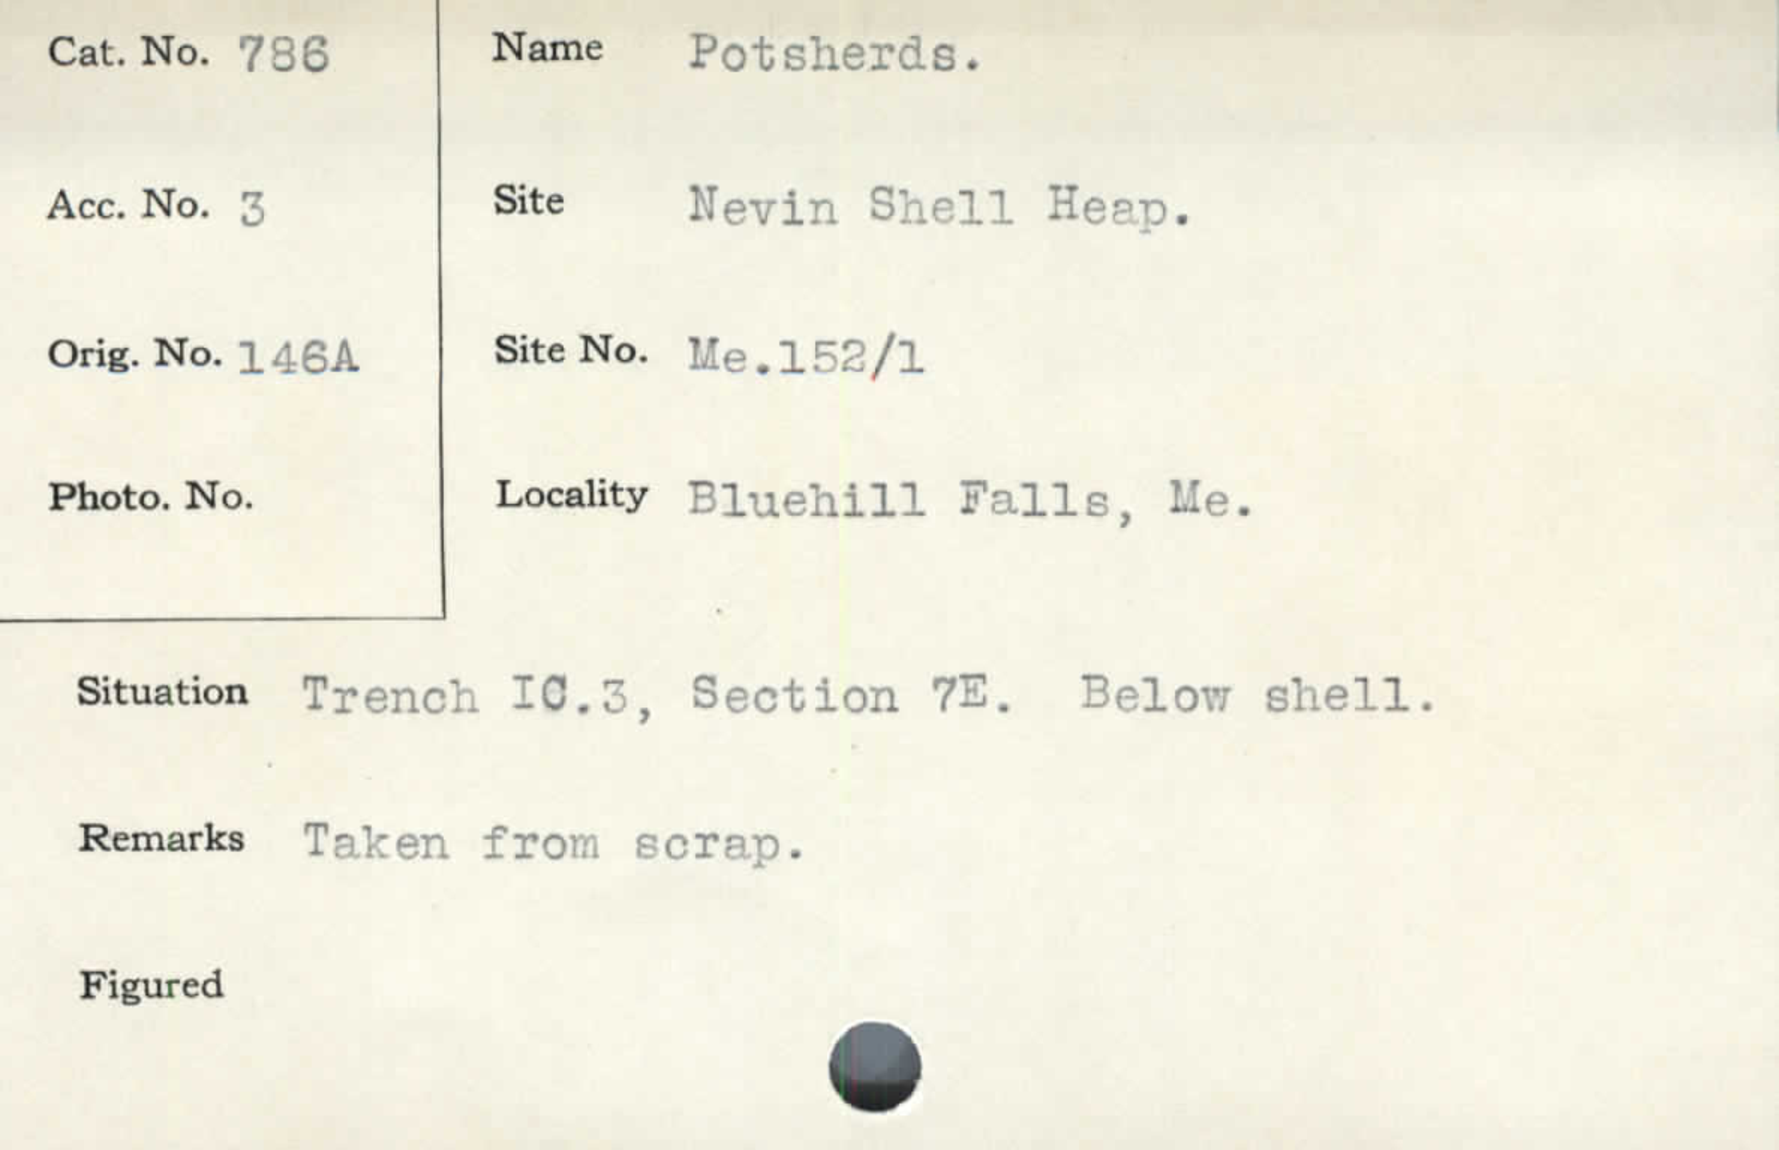 Cat. No. 786
Name Potsherds.
Acc. No. 3
Site Nevin Shell Heap.
Orig. No. 146A
Site No. Me.152/1
Photo. No.
Locality Bluehill Falls, Me.
Situation Trench IC.3, Section 7E. Below shell.
Remarks Taken from scrap.
Figured